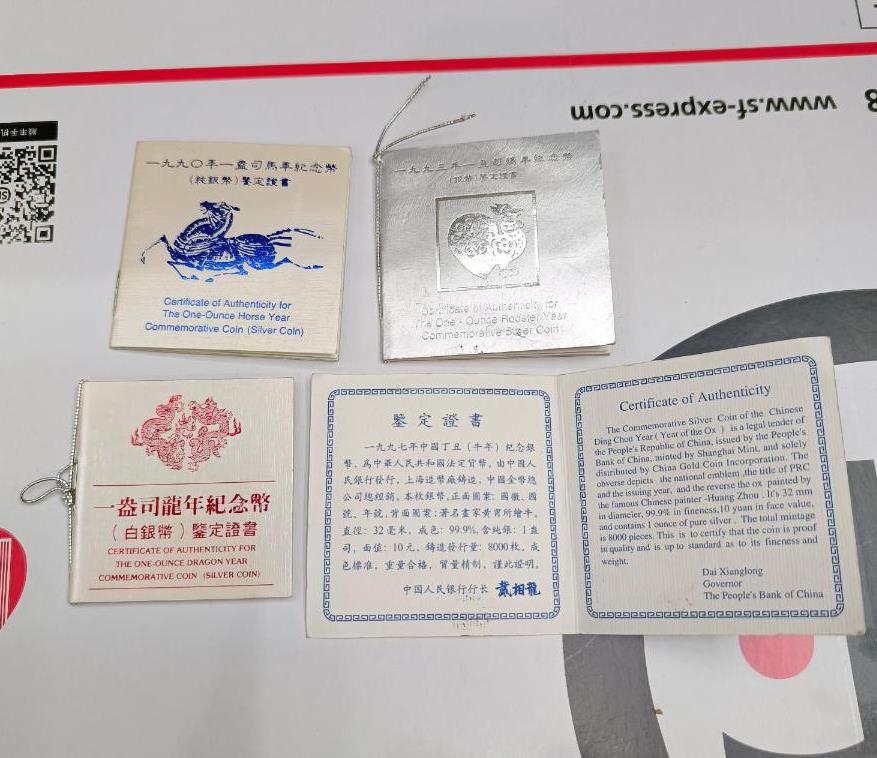 www.sf-express.com
一九九〇年一盎司馬年紀念幣
(紋銀幣)鑒定證書
Certificate of Authenticity for
The One-Ounce Horse Year
Commemorative Coin (Silver Coin)
一九九三年一盎司鷄年紀念幣
(銀幣)鑒定證書
Certificate of Authenticity for
The One-Ounce Rooster Year
Commemorative Silver Coin
一盎司龍年紀念幣
(白銀幣)鑒定證書
CERTIFICATE OF AUTHENTICITY FOR
THE ONE-OUNCE DRAGON YEAR
COMMEMORATIVE COIN (SILVER COIN)
鑒定證書
一九九七年中國丁丑(牛年)紀念銀
幣,爲中華人民共和國法定貨幣,由中國人
民銀行發行,上海造幣廠鑄造,中國金幣總
公司總經銷,本枚銀幣,正面圖案:國徽、國
號、年號,背面圖案:著名畫家黃胄所繪牛。
直徑:32毫米,成色:99.9%,含純銀:1盎
司,面值:10元,鑄造發行量:8000枚。成
色標准,重量合格,質量精制,謹此證明。
中國人民銀行行长 戴相龍
Certificate of Authenticity
The Commemorative Silver Coin of the Chinese
Ding Chou Year ( Year of the Ox ) is a legal tender of
the People's Republic of China, issued by the People's
Bank of China, minted by Shanghai Mint, and solely
distributed by China Gold Coin Incorporation. The
obverse depicts the national emblem ,the title of PRC
and the issuing year, and the reverse the ox painted by
the famous Chinese painter -Huang Zhou . It's 32 mm
in diameier, 99.9% in fineness,10 yuan in face value,
and contains 1 ounce of pure silver . The total mintage
is 8000 pieces. This is to certify that the coin is proof
in quality and is up to standard as to its fineness and
weight.
Dai Xianglong
Governor
The People's Bank of China